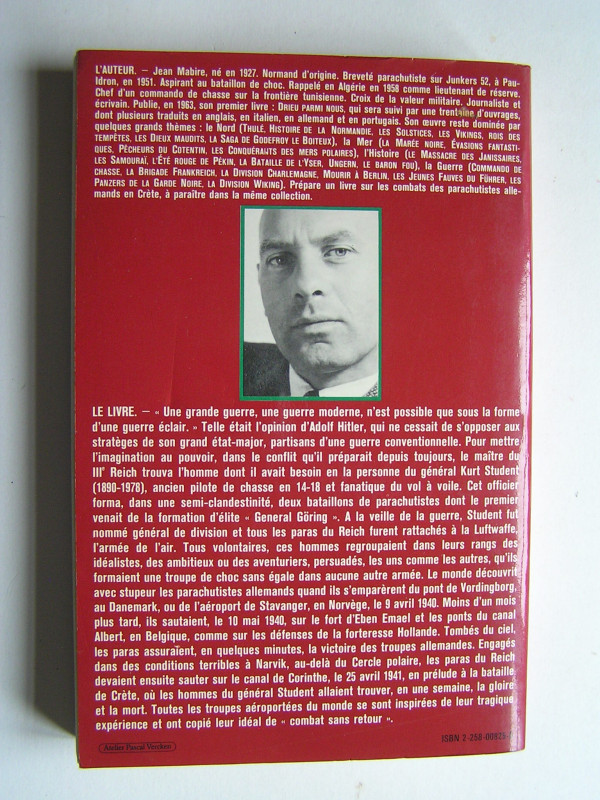 L'AUTEUR. – Jean Mabire, né en 1927. Normand d'origine. Breveté parachutiste sur Junkers 52, à Pau-
Idron, en 1951. Aspirant au bataillon de choc. Rappelé en Algérie en 1958 comme lieutenant de réserve.
Chef d'un commando de chasse sur la frontière tunisienne. Croix de la valeur militaire. Journaliste et
écrivain. Publie, en 1963, son premier livre : DRIEU PARMI NOUS, qui sera suivi par une trentaine d'ouvrages,
dont plusieurs traduits en anglais, en italien, en allemand et en portugais. Son œuvre reste dominée par
quelques grands thèmes : le Nord (THULÉ, HISTOIRE DE LA NORMANDIE, LES SOLSTICES, LES VIKINGS, ROIS DES
TEMPÊTES, LES DIEUX MAUDITS, LA SAGA DE GODEFROY LE BOITEUX), la Mer (LA MARÉE NOIRE, ÉVASIONS FANTASTI-
QUES, PÊCHEURS DU COTENTIN, LES CONQUÉRANTS DES MERS POLAIRES), l'Histoire (LE MASSACRE DES JANISSAIRES,
LES SAMOURAÏ, L'ÉTÉ ROUGE DE PÉKIN, LA BATAILLE DE L'YSER, UNGERN, LE BARON FOU), la Guerre (COMMANDO DE
CHASSE, LA BRIGADE FRANKREICH, LA DIVISION CHARLEMAGNE, MOURIR À BERLIN, LES JEUNES FAUVES DU FÜHRER, LES
PANZERS DE LA GARDE NOIRE, LA DIVISION WIKING). Prépare un livre sur les combats des parachutistes alle-
mands en Crète, à paraître dans la même collection.
LE LIVRE. – « Une grande guerre, une guerre moderne, n'est possible que sous la forme
d'une guerre éclair. » Telle était l'opinion d'Adolf Hitler, qui ne cessait de s'opposer aux
stratèges de son grand état-major, partisans d'une guerre conventionnelle. Pour mettre
l'imagination au pouvoir, dans le conflit qu'il préparait depuis toujours, le maître du
IIIe Reich trouva l'homme dont il avait besoin en la personne du général Kurt Student
(1890-1978), ancien pilote de chasse en 14-18 et fanatique du vol à voile. Cet officier
forma, dans une semi-clandestinité, deux bataillons de parachutistes dont le premier
venait de la formation d'élite « General Göring ». A la veille de la guerre, Student fut
nommé général de division et tous les paras du Reich furent rattachés à la Luftwaffe,
l'armée de l'air. Tous volontaires, ces hommes regroupaient dans leurs rangs des
idéalistes, des ambitieux ou des aventuriers, persuadés, les uns comme les autres, qu'ils
formaient une troupe de choc sans égale dans aucune autre armée. Le monde découvrit
avec stupeur les parachutistes allemands quand ils s'emparèrent du pont de Vordingborg,
au Danemark, ou de l'aéroport de Stavanger, en Norvège, le 9 avril 1940. Moins d'un mois
plus tard, ils sautaient, le 10 mai 1940, sur le fort d'Eben Emael et les ponts du canal
Albert, en Belgique, comme sur les défenses de la forteresse Hollande. Tombés du ciel,
les paras assuraient, en quelques minutes, la victoire des troupes allemandes. Engagés
dans des conditions terribles à Narvik, au-delà du Cercle polaire, les paras du Reich
devaient ensuite sauter sur le canal de Corinthe, le 25 avril 1941, en prélude à la bataille
de Crète, où les hommes du général Student allaient trouver, en une semaine, la gloire
et la mort. Toutes les troupes aéroportées du monde se sont inspirées de leur tragique
expérience et ont copié leur idéal de « combat sans retour ».
Atelier Pascal Vercken
ISBN 2-258-00925-